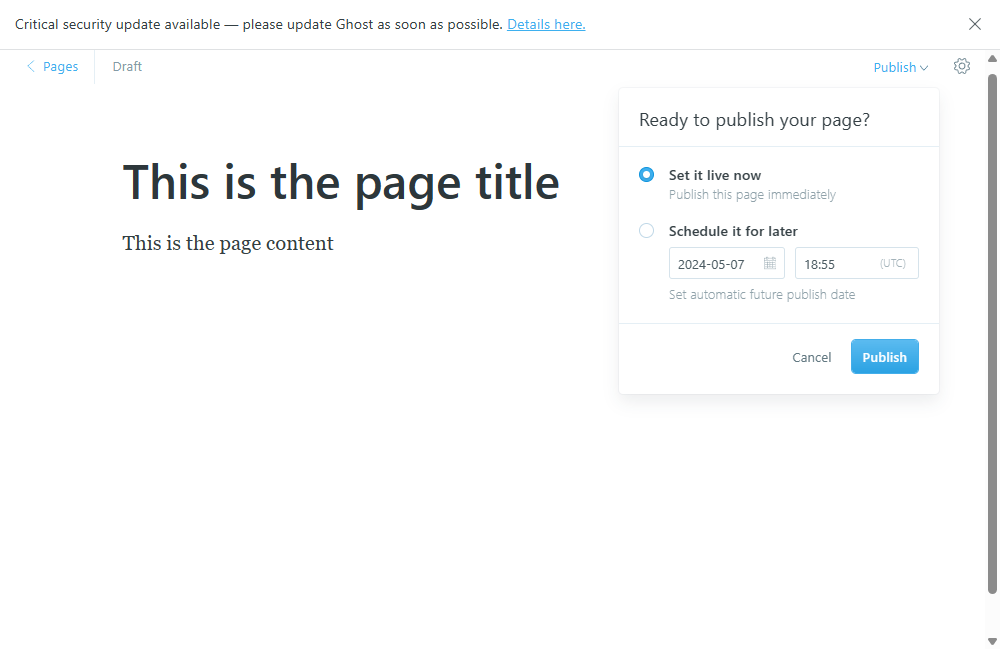 Critical security update available — please update Ghost as soon as possible. Details here.
Pages
Draft
Publish
Ready to publish your page?
This is the page title
Set it live now
Publish this page immediately
Schedule it for later
This is the page content
2024-05-07
18:55
(UTC)
Set automatic future publish date
Cancel
Publish